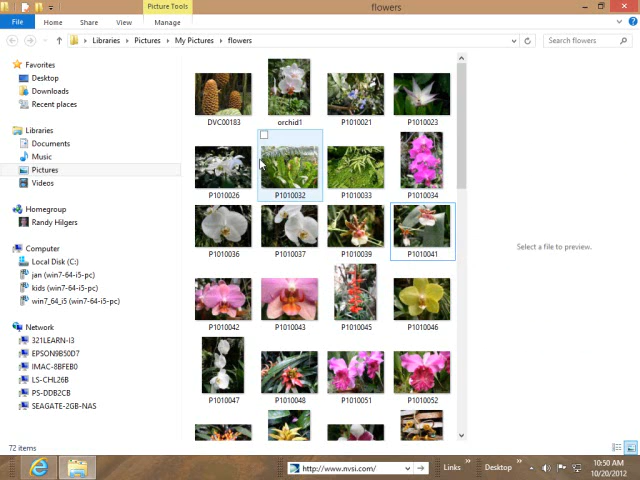 Picture Tools
flowers
File
Home
Share
View
Manage
Libraries
Pictures
My Pictures
flowers
Search flowers
Favorites
Desktop
Downloads
Recent places
Libraries
Documents
Music
Pictures
Videos
Homegroup
Randy Hilgers
Computer
Local Disk (C:)
jan (win7-64-i5-pc)
kids (win7-64-i5-pc)
win7_64_i5 (win7-64-i5-pc)
Network
321LEARN-I3
EPSON9B50D7
IMAC-8BFEB0
LS-CHL26B
PS-DDB2CB
SEAGATE-2GB-NAS
DVC00183
orchid1
P1010021
P1010023
P1010026
P1010032
P1010033
P1010034
P1010036
P1010037
P1010039
P1010041
P1010042
P1010043
P1010045
P1010046
P1010047
P1010048
P1010051
P1010052
Select a file to preview.
72 items
http://www.nvsi.com/
Links
Desktop
10:50 AM
10/20/2012